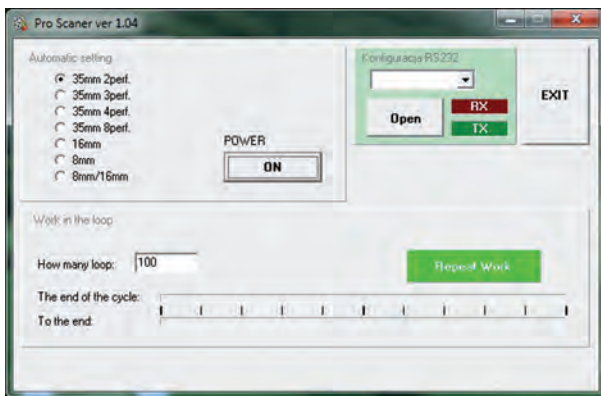 Pro Scaner ver 1.04
Automatic setting
35mm 2perf.
35mm 3perf.
35mm 4perf.
35mm 8perf.
16mm
8mm
8mm/16mm
POWER
ON
Konfiguracja RS232
Open
RX
TX
EXIT
Work in the loop
How many loop: 100
Repeat Work
The end of the cycle:
To the end: